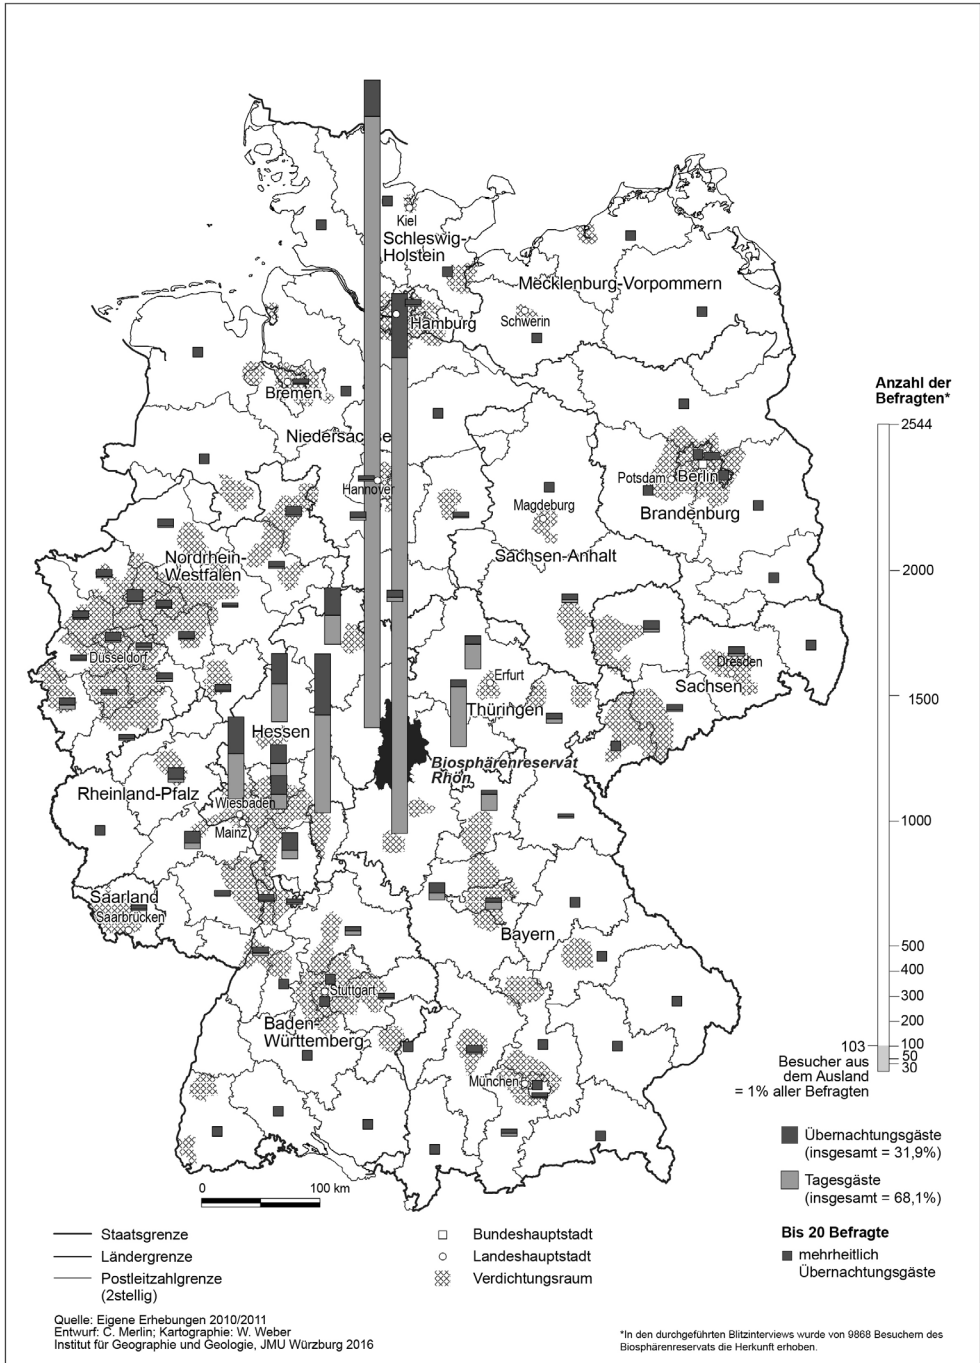 Kiel
Schleswig-
Holstein
Mecklenburg-Vorpommern
Schwerin
Hamburg
Bremen
Niedersachse
Hannover
Anzahl der
Befragten*
2544
2000
1500
1000
500
400
300
200
100
50
30
103
Besucher aus
dem Ausland
= 1% aller Befragten
Potsdam
Berlin
Brandenburg
Magdeburg
Sachsen-Anhalt
Nordrhein-
Westfalen
Düsseldorf
Dresden
Sachsen
Erfurt
Thüringen
Hessen
Biosphärenreservat
Rhön
Rheinland-Pfalz
Wiesbaden
Mainz
Saarland
Saarbrücken
Bayern
Stuttgart
Baden-
Württemberg
München
0 100 km
Übernachtungsgäste
(insgesamt = 31,9%)
Tagesgäste
(insgesamt = 68,1%)
Bis 20 Befragte
mehrheitlich
Übernachtungsgäste
Staatsgrenze
Ländergrenze
Postleitzahlgrenze
(2stellig)
Bundeshauptstadt
Landeshauptstadt
Verdichtungsraum
Quelle: Eigene Erhebungen 2010/2011
Entwurf: C. Merlin; Kartographie: W. Weber
Institut für Geographie und Geologie, JMU Würzburg 2016
*In den durchgeführten Blitzinterviews wurde von 9868 Besuchern des
Biosphärenreservats die Herkunft erhoben.